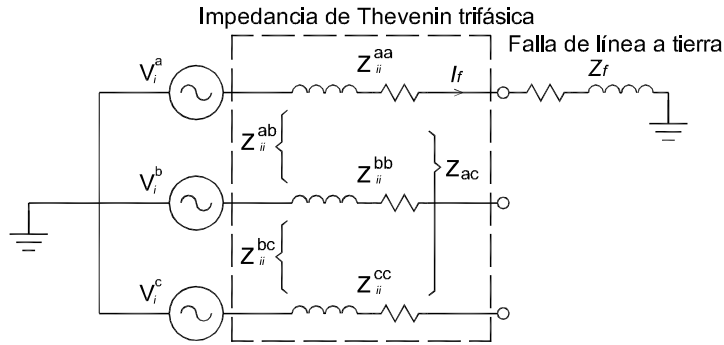 Impedancia de Thevenin trifásica
Falla de línea a tierra
V_i^a
Z_ii^aa
I_f
Z_f
Z_ii^ab
V_i^b
Z_ii^bb
Z_ac
Z_ii^bc
V_i^c
Z_ii^cc